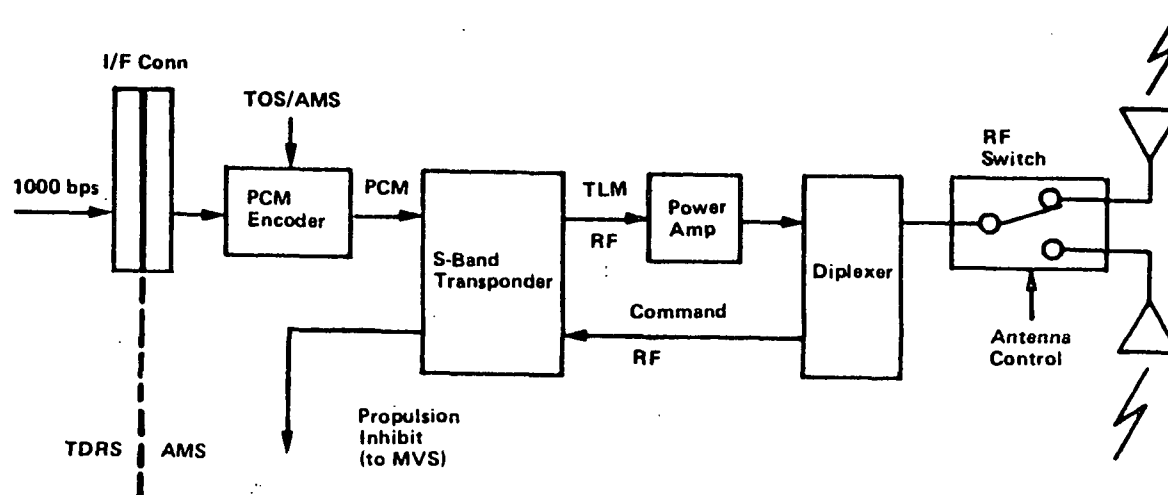 I/F Conn
TOS/AMS
1000 bps
PCM
Encoder
PCM
S-Band
Transponder
TLM
RF
Power
Amp
Command
RF
Diplexer
RF
Switch
Antenna
Control
Propulsion
Inhibit
(to MVS)
TDRS
AMS